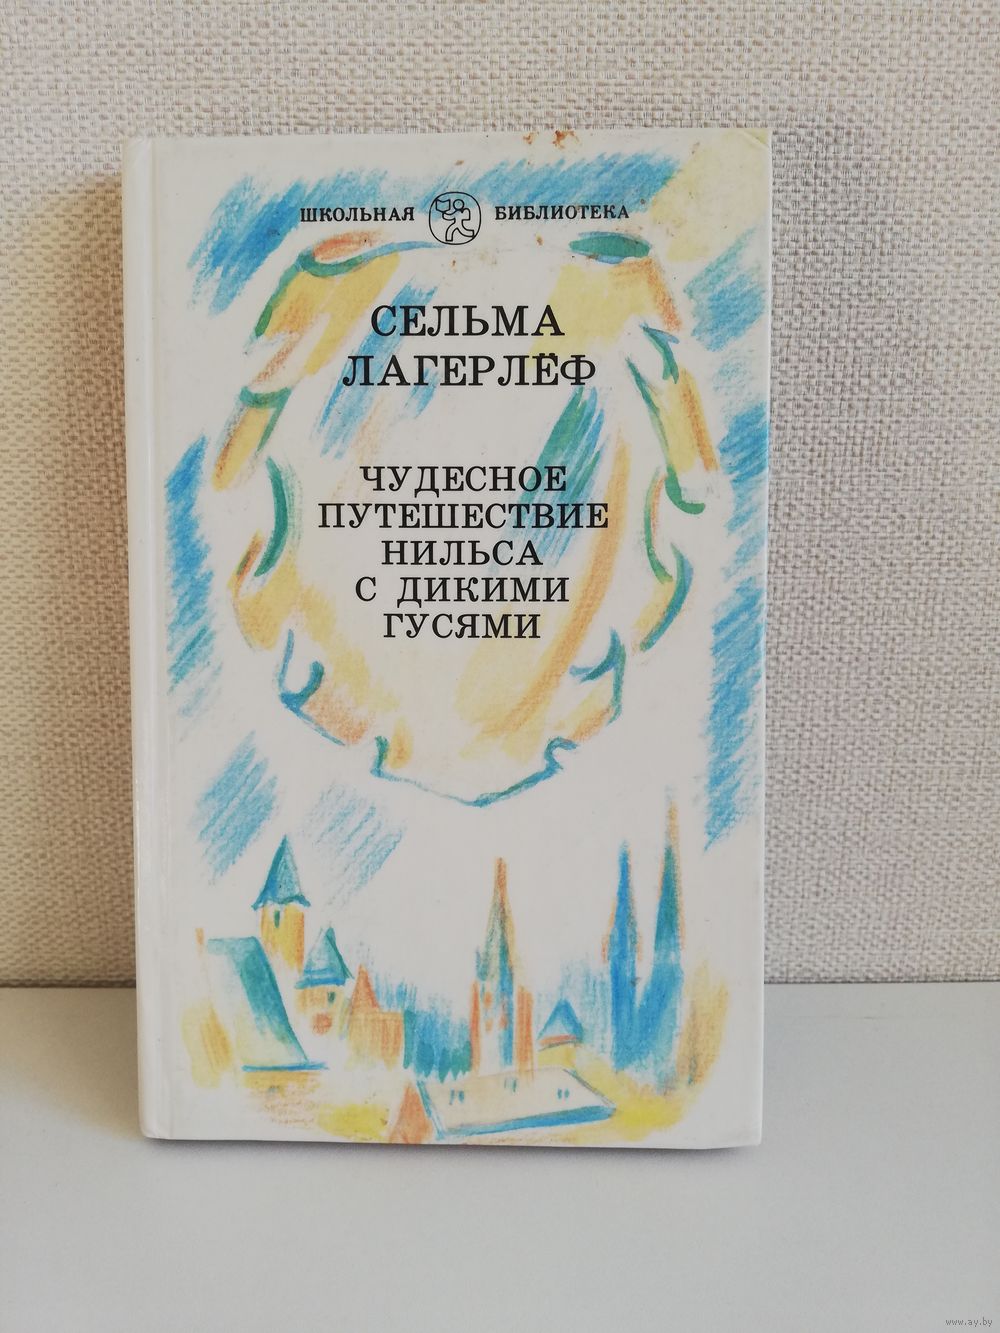 ШКОЛЬНАЯ БИБЛИОТЕКА
СЕЛЬМА
ЛАГЕРЛЁФ
ЧУДЕСНОЕ
ПУТЕШЕСТВИЕ
НИЛЬСА
С ДИКИМИ
ГУСЯМИ
www.ay.by